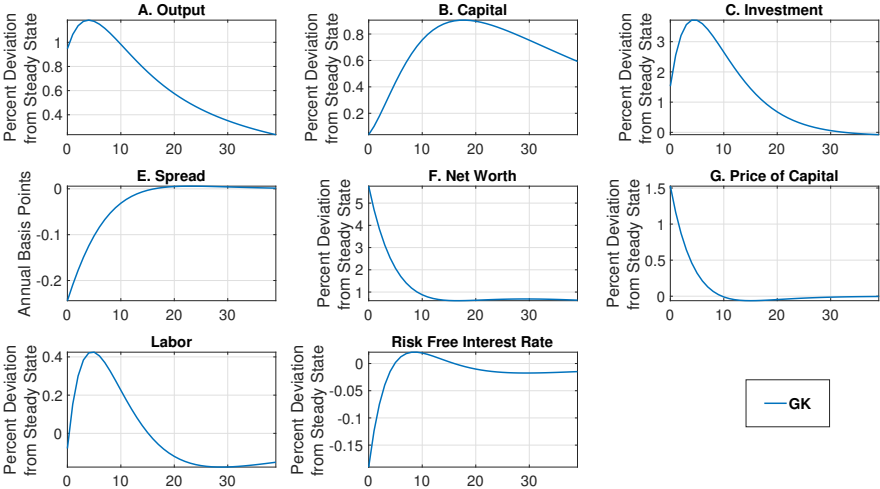 A. Output
Percent Deviation
from Steady State
1
0.8
0.6
0.4
0 10 20 30
B. Capital
Percent Deviation
from Steady State
0.8
0.6
0.4
0.2
0 10 20 30
C. Investment
Percent Deviation
from Steady State
3
2
1
0
0 10 20 30
E. Spread
Annual Basis Points
0
-0.1
-0.2
0 10 20 30
F. Net Worth
Percent Deviation
from Steady State
5
4
3
2
1
0 10 20 30
G. Price of Capital
Percent Deviation
from Steady State
1.5
1
0.5
0
0 10 20 30
Labor
Percent Deviation
from Steady State
0.4
0.2
0
0 10 20 30
Risk Free Interest Rate
Percent Deviation
from Steady State
0
-0.05
-0.1
-0.15
0 10 20 30
GK